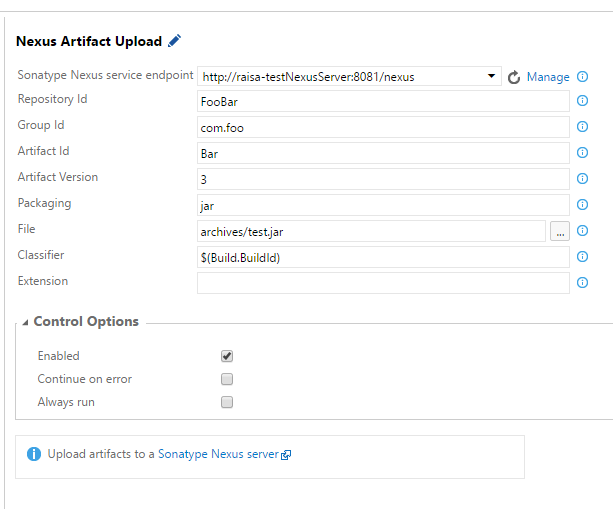 Nexus Artifact Upload
Sonatype Nexus service endpoint http://raisa-testNexusServer:8081/nexus Manage
Repository Id FooBar
Group Id com.foo
Artifact Id Bar
Artifact Version 3
Packaging jar
File archives/test.jar ...
Classifier $(Build.BuildId)
Extension
Control Options
Enabled
Continue on error
Always run
Upload artifacts to a Sonatype Nexus server